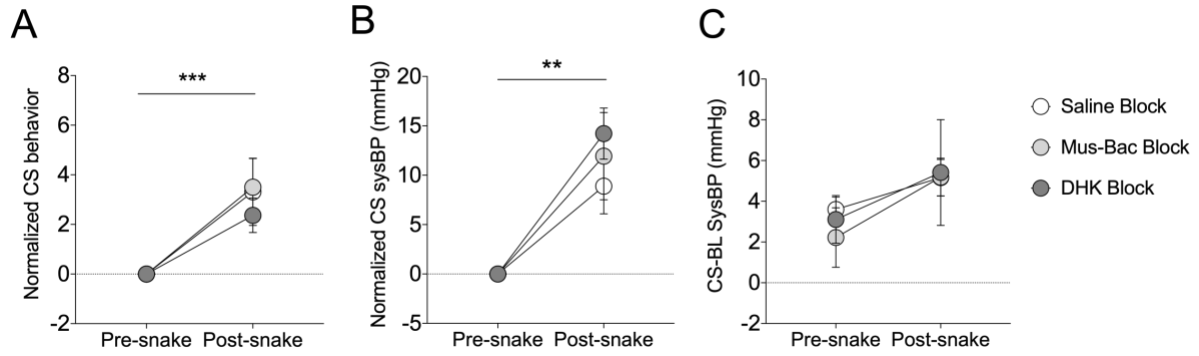 A
Normalized CS behavior
8
6
4
2
0
-2
***
Pre-snake Post-snake
B
Normalized CS sysBP (mmHg)
20
15
10
5
0
-5
**
Pre-snake Post-snake
C
CS-BL SysBP (mmHg)
10
8
6
4
2
0
-2
Pre-snake Post-snake
Saline Block
Mus-Bac Block
DHK Block